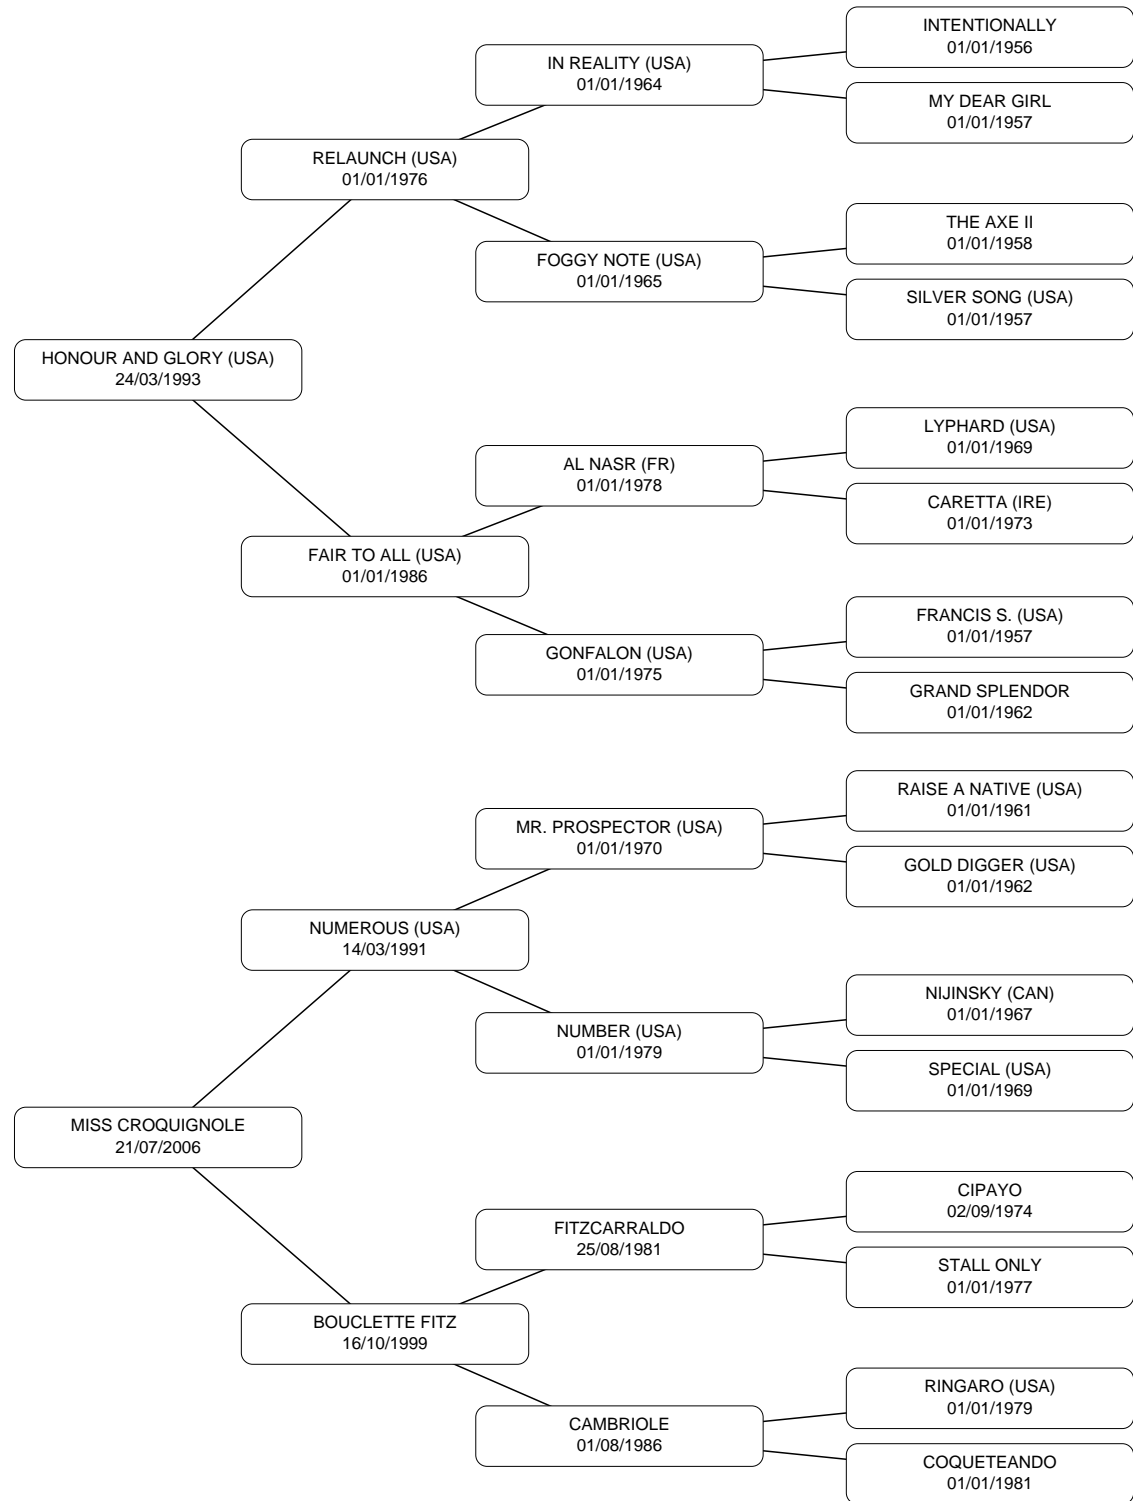 INTENTIONALLY
01/01/1956
IN REALITY (USA)
01/01/1964
MY DEAR GIRL
01/01/1957
RELAUNCH (USA)
01/01/1976
THE AXE II
01/01/1958
FOGGY NOTE (USA)
01/01/1965
SILVER SONG (USA)
01/01/1957
HONOUR AND GLORY (USA)
24/03/1993
LYPHARD (USA)
01/01/1969
AL NASR (FR)
01/01/1978
CARETTA (IRE)
01/01/1973
FAIR TO ALL (USA)
01/01/1986
FRANCIS S. (USA)
01/01/1957
GONFALON (USA)
01/01/1975
GRAND SPLENDOR
01/01/1962
RAISE A NATIVE (USA)
01/01/1961
MR. PROSPECTOR (USA)
01/01/1970
GOLD DIGGER (USA)
01/01/1962
NUMEROUS (USA)
14/03/1991
NIJINSKY (CAN)
01/01/1967
NUMBER (USA)
01/01/1979
SPECIAL (USA)
01/01/1969
MISS CROQUIGNOLE
21/07/2006
CIPAYO
02/09/1974
FITZCARRALDO
25/08/1981
STALL ONLY
01/01/1977
BOUCLETTE FITZ
16/10/1999
RINGARO (USA)
01/01/1979
CAMBRIOLE
01/08/1986
COQUETEANDO
01/01/1981